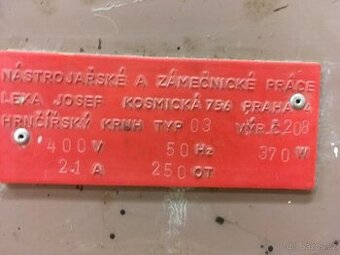 NÁSTROJAŘSKÉ A ZÁMEČNICKÉ PRÁCE
LEKA JOSEF KOSMICKÁ 756 PRAHA 4
HRNČÍŘSKÝ KRUH TYP 03 VÝR.Č. 208
400 V 50 Hz 370 W
2.1 A 250 OT